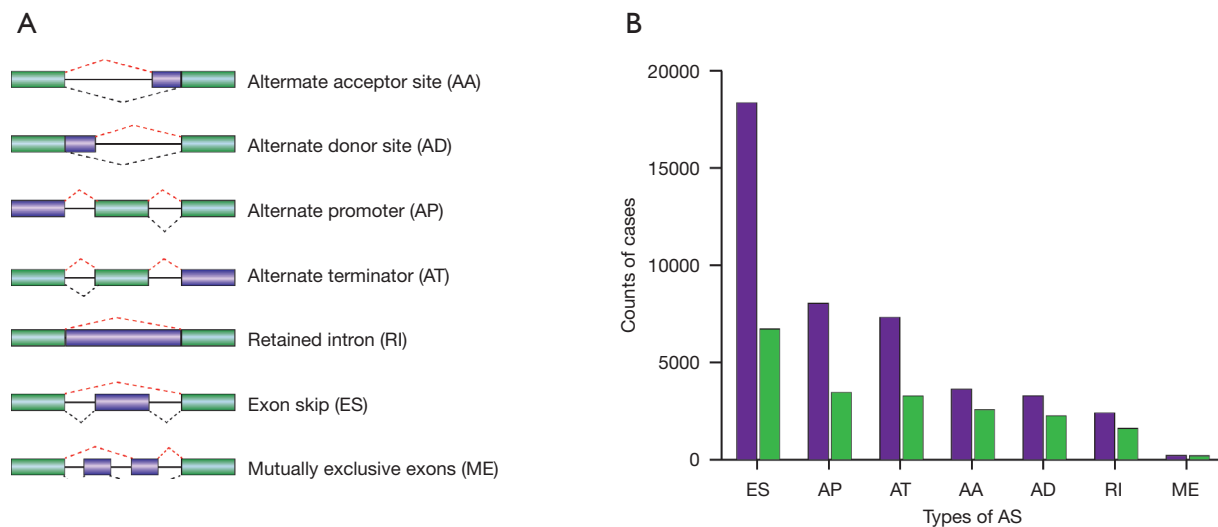 A
Altermate acceptor site (AA)
Alternate donor site (AD)
Alternate promoter (AP)
Alternate terminator (AT)
Retained intron (RI)
Exon skip (ES)
Mutually exclusive exons (ME)
B
20000
15000
10000
5000
0
Counts of cases
ES AP AT AA AD RI ME
Types of AS